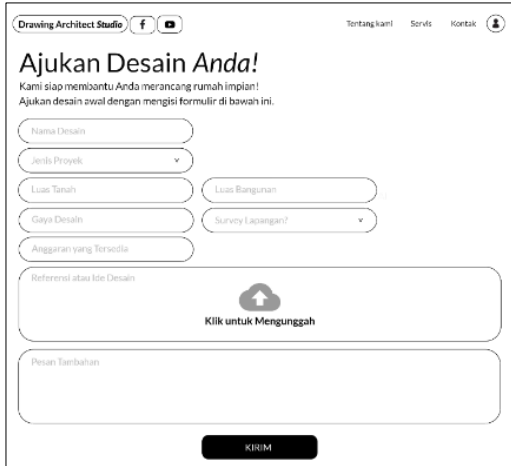 Drawing Architect Studio
Tentang kami Servis Kontak
Ajukan Desain Anda!
Kami siap membantu Anda merancang rumah impian!
Ajukan desain awal dengan mengisi formulir di bawah ini.
Nama Desain
Jenis Proyek
Luas Tanah Luas Bangunan
Gaya Desain Survey Lapangan?
Anggaran yang Tersedia
Referensi atau Ide Desain
Klik untuk Mengunggah
Pesan Tambahan
KIRIM